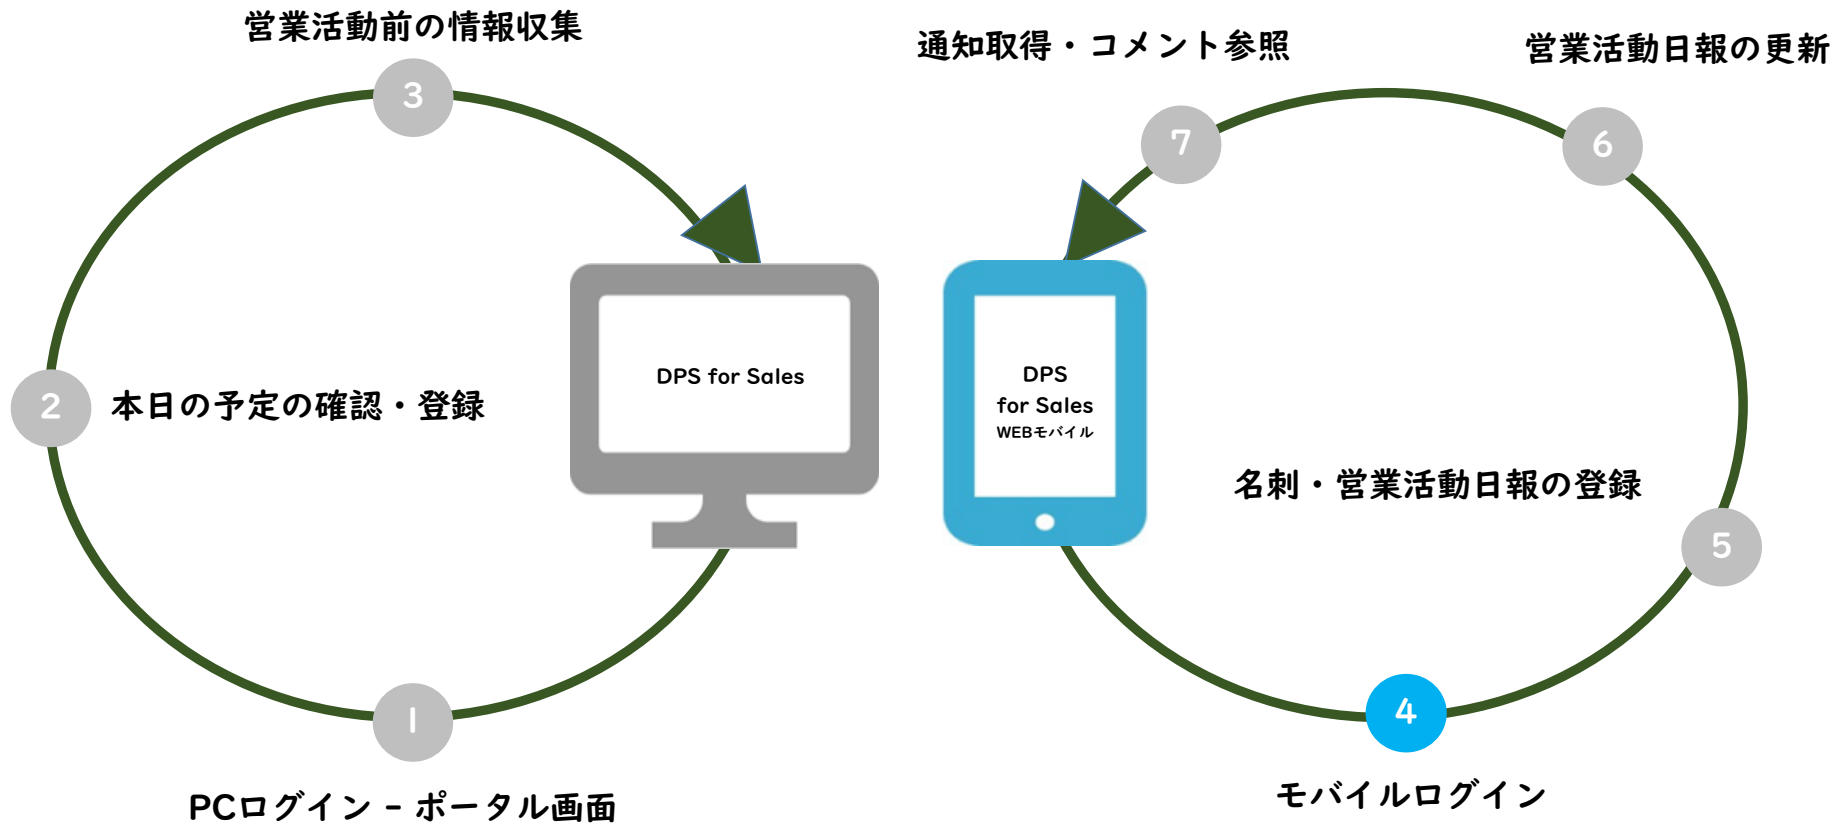 営業活動前の情報収集
通知取得・コメント参照
営業活動日報の更新
3
7
6
DPS for Sales
DPS
for Sales
WEBモバイル
2
本日の予定の確認・登録
名刺・営業活動日報の登録
5
4
1
モバイルログイン
PCログイン - ポータル画面